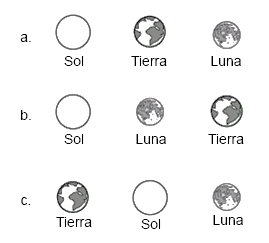 a.
Sol Tierra Luna
b.
Sol Luna Tierra
c.
Tierra Sol Luna